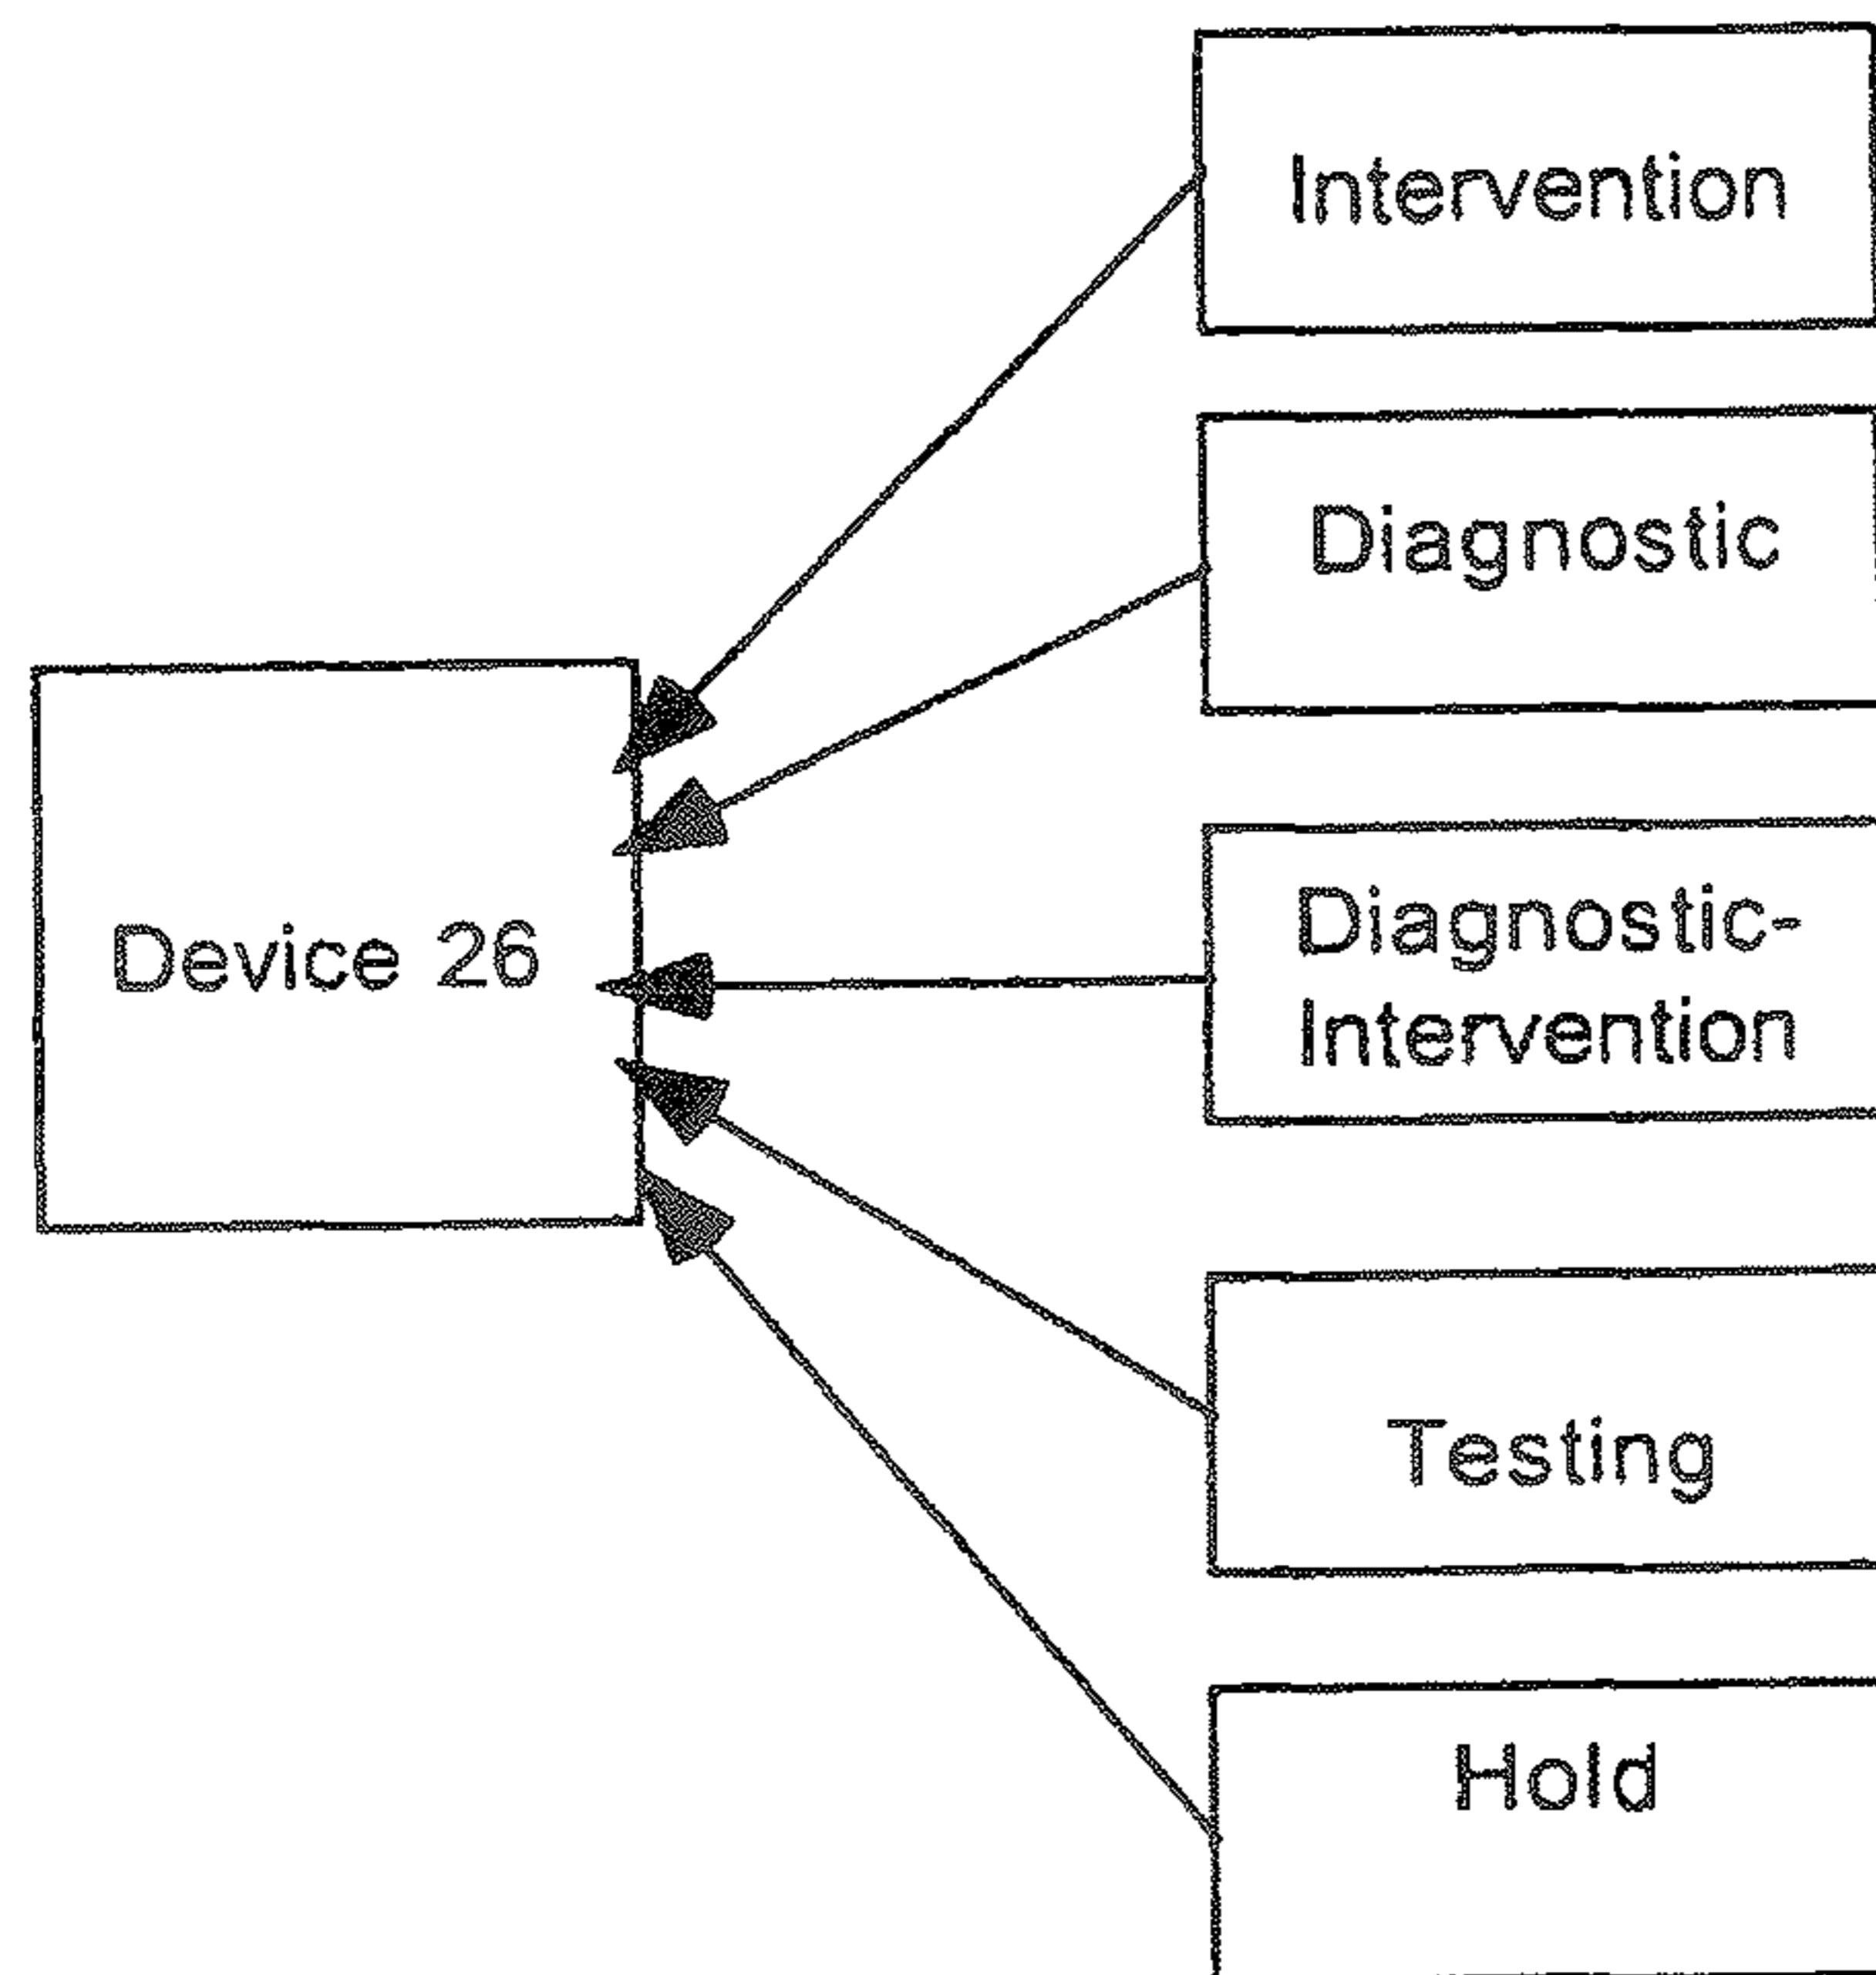 Intervention
Diagnostic
Device 26
Diagnostic-
Intervention
Testing
Hold